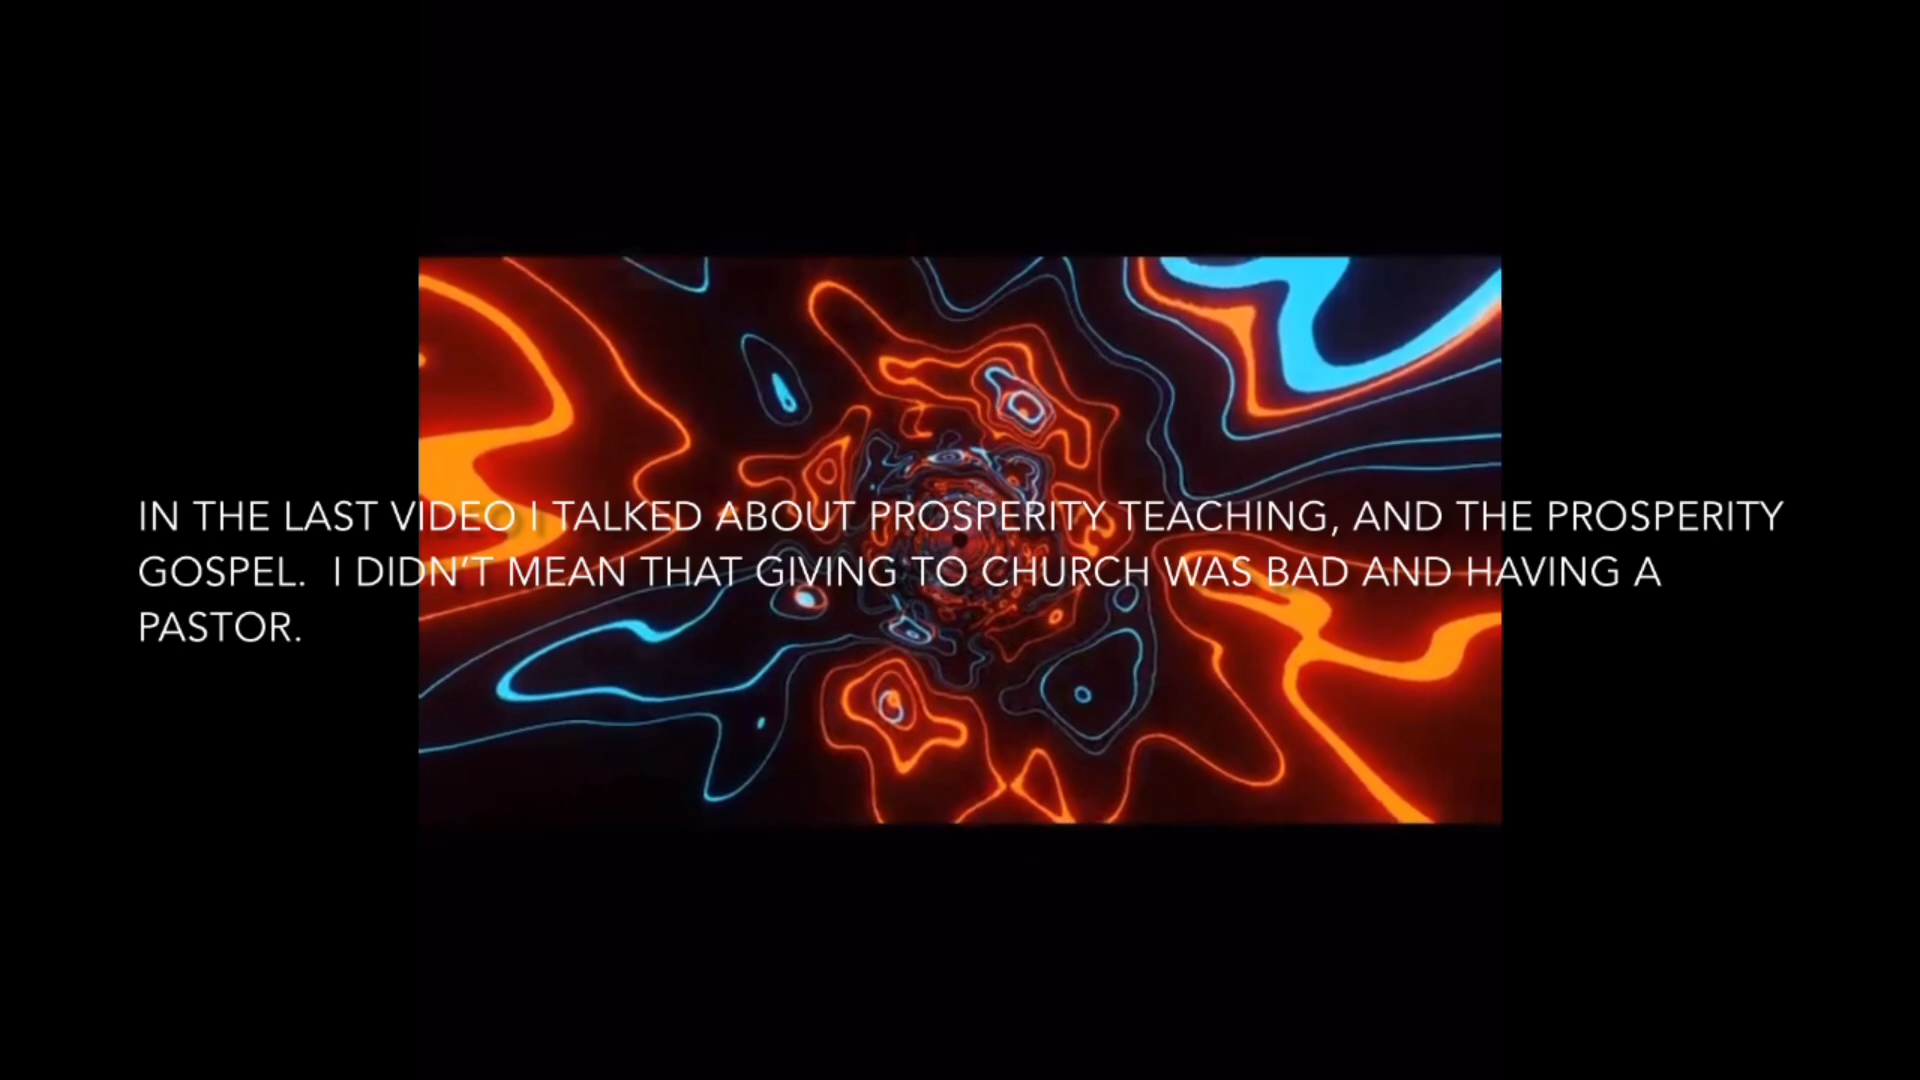 IN THE LAST VIDEO I TALKED ABOUT PROSPERITY TEACHING, AND THE PROSPERITY
GOSPEL.  I DIDN'T MEAN THAT GIVING TO CHURCH WAS BAD AND HAVING A
PASTOR.